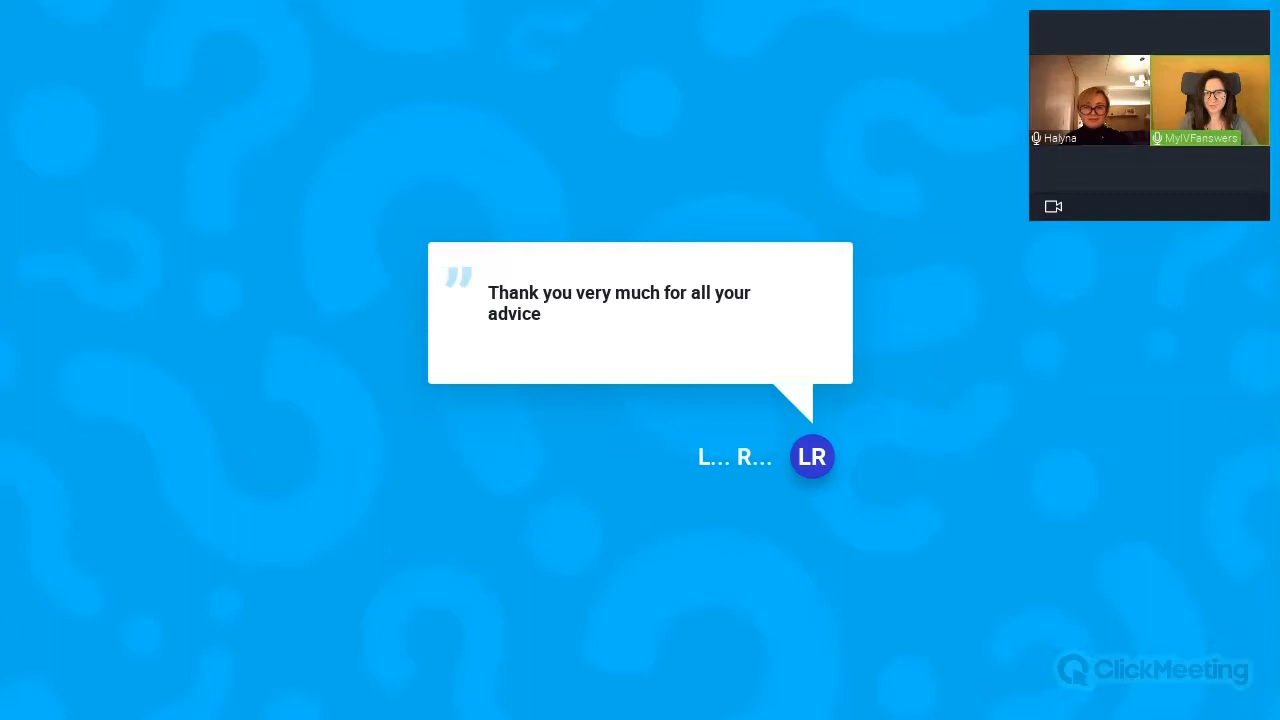 Halyna
MyIVFanswers
Thank you very much for all your
advice
L... R...
LR
ClickMeeting